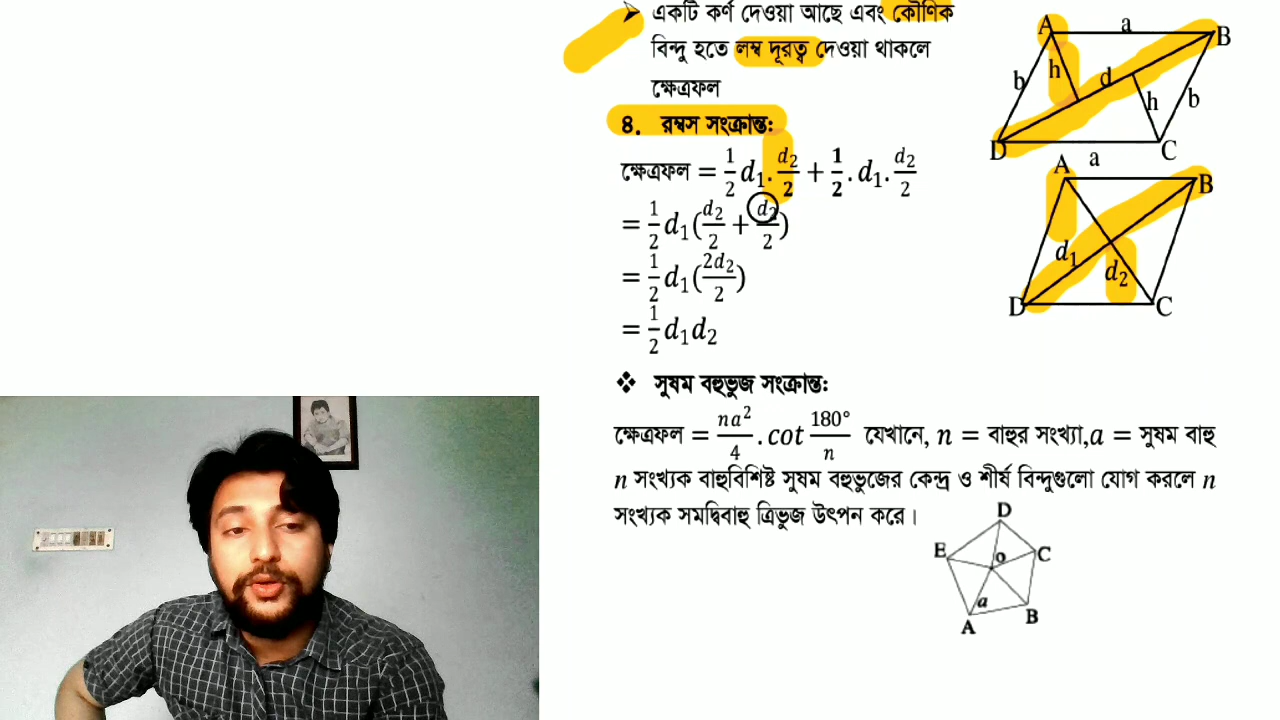 ➤ একটি কর্ণ দেওয়া আছে এবং কৌণিক
বিন্দু হতে লম্ব দূরত্ব দেওয়া থাকলে
ক্ষেত্রফল
৪. রম্বস সংক্রান্তঃ
ক্ষেত্রফল = 1/2 d₁. d₂/2 + 1/2 . d₁. d₂/2
= 1/2 d₁(d₂/2 + d₂/2)
= 1/2 d₁(2d₂/2)
= 1/2 d₁d₂
❖ সুষম বহুভুজ সংক্রান্তঃ
ক্ষেত্রফল = na²/4 . cot 180°/n যেখানে, n = বাহুর সংখ্যা,a = সুষম বাহু
n সংখ্যক বাহুবিশিষ্ট সুষম বহুভুজের কেন্দ্র ও শীর্ষ বিন্দুগুলো যোগ করলে n
সংখ্যক সমদ্বিবাহু ত্রিভুজ উৎপন্ন করে।
A a B
b h d h b
D C
A a B
d₁ d₂
D C
D
E o C
a
A B